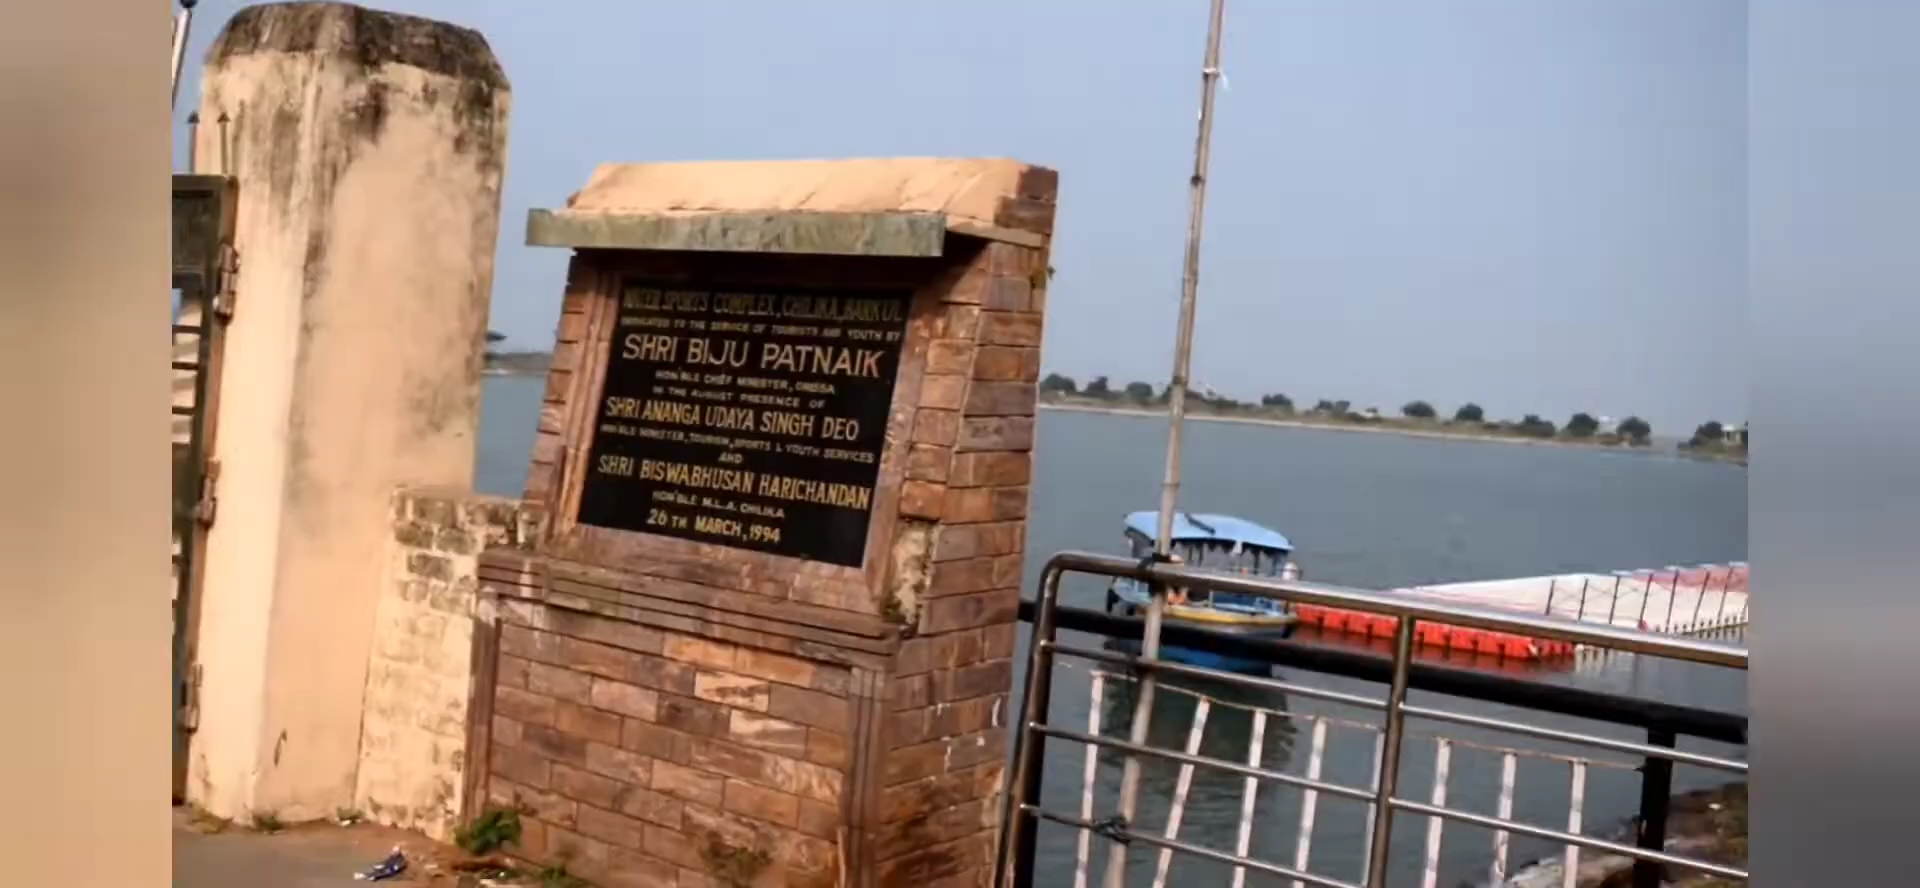 WATER SPORTS COMPLEX, CHILIKA, BARKUL
DEDICATED TO THE SERVICE OF TOURISTS AND YOUTH BY
SHRI BIJU PATNAIK
HON'BLE CHIEF MINISTER, ORISSA
IN THE AUGUST PRESENCE OF
SHRI ANANGA UDAYA SINGH DEO
HON'BLE MINISTER, TOURISM, SPORTS & YOUTH SERVICES
AND
SHRI BISWABHUSAN HARICHANDAN
HON'BLE M.L.A. CHILIKA
26 TH MARCH, 1994